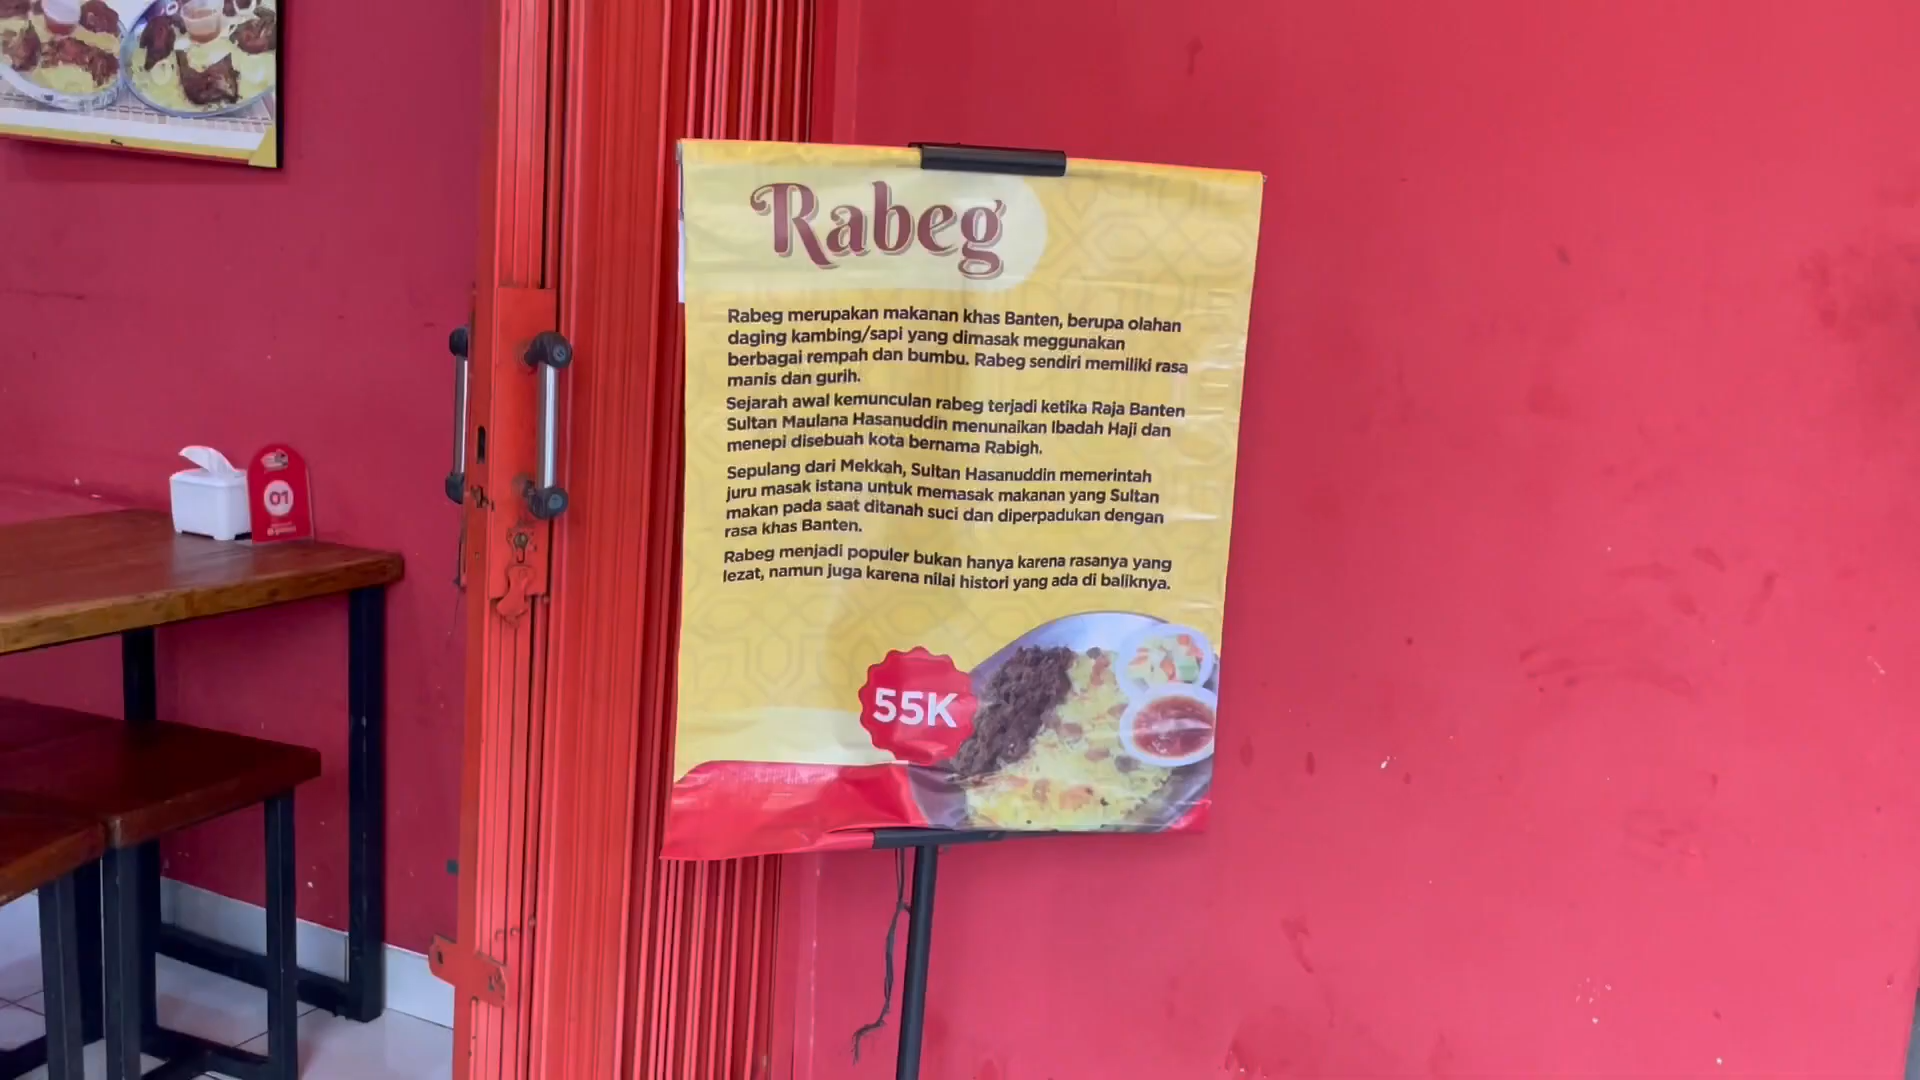 Rabeg
Rabeg merupakan makanan khas Banten, berupa olahan
daging kambing/sapi yang dimasak meggunakan
berbagai rempah dan bumbu. Rabeg sendiri memiliki rasa
manis dan gurih.
Sejarah awal kemunculan rabeg terjadi ketika Raja Banten
Sultan Maulana Hasanuddin menunaikan Ibadah Haji dan
menepi disebuah kota bernama Rabigh.
Sepulang dari Mekkah, Sultan Hasanuddin memerintah
juru masak istana untuk memasak makanan yang Sultan
makan pada saat ditanah suci dan diperpadukan dengan
rasa khas Banten.
Rabeg menjadi populer bukan hanya karena rasanya yang
lezat, namun juga karena nilai histori yang ada di baliknya.
55K
01